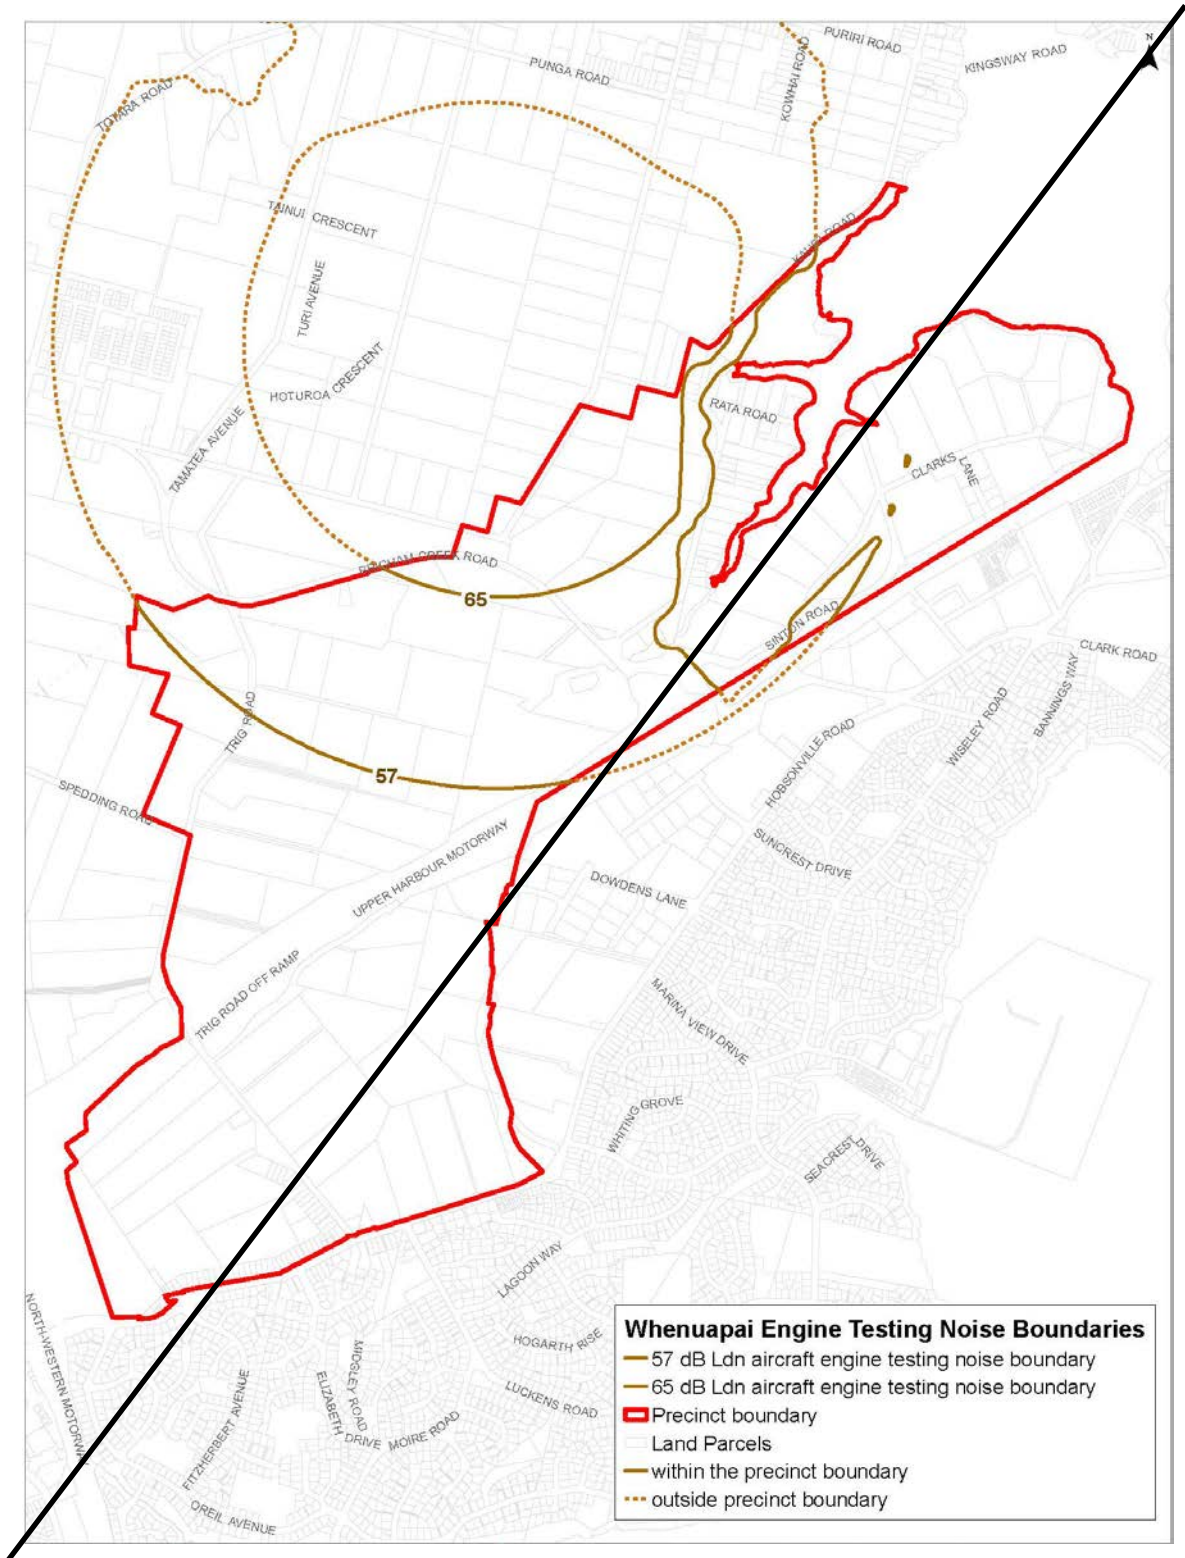 PURIRI ROAD
N
KINGSWAY ROAD
PUNGA ROAD
KOWHAI ROAD
TOTARA ROAD
TAINUI CRESCENT
KAURI ROAD
TURI AVENUE
HOTUROA CRESCENT
RATA ROAD
TAMATEA AVENUE
CLARKS LANE
BRIGHAM CREEK ROAD
65
SINTON ROAD
CLARK ROAD
BANNINGS WAY
WISELEY ROAD
TRIG ROAD
HOBSONVILLE ROAD
57
SPEDDING ROAD
UPPER HARBOUR MOTORWAY
SUNCREST DRIVE
DOWDENS LANE
TRIG ROAD OFF RAMP
MARINA VIEW DRIVE
WHITING GROVE
SEACREST DRIVE
LAGOON WAY
NORTH-WESTERN MOTORWAY
HOGARTH RISE
MIDGLEY ROAD
ELIZABETH DRIVE
LUCKENS ROAD
FITZHERBERT AVENUE
MOIRE ROAD
OREIL AVENUE
Whenuapai Engine Testing Noise Boundaries
57 dB Ldn aircraft engine testing noise boundary
65 dB Ldn aircraft engine testing noise boundary
Precinct boundary
Land Parcels
within the precinct boundary
outside precinct boundary